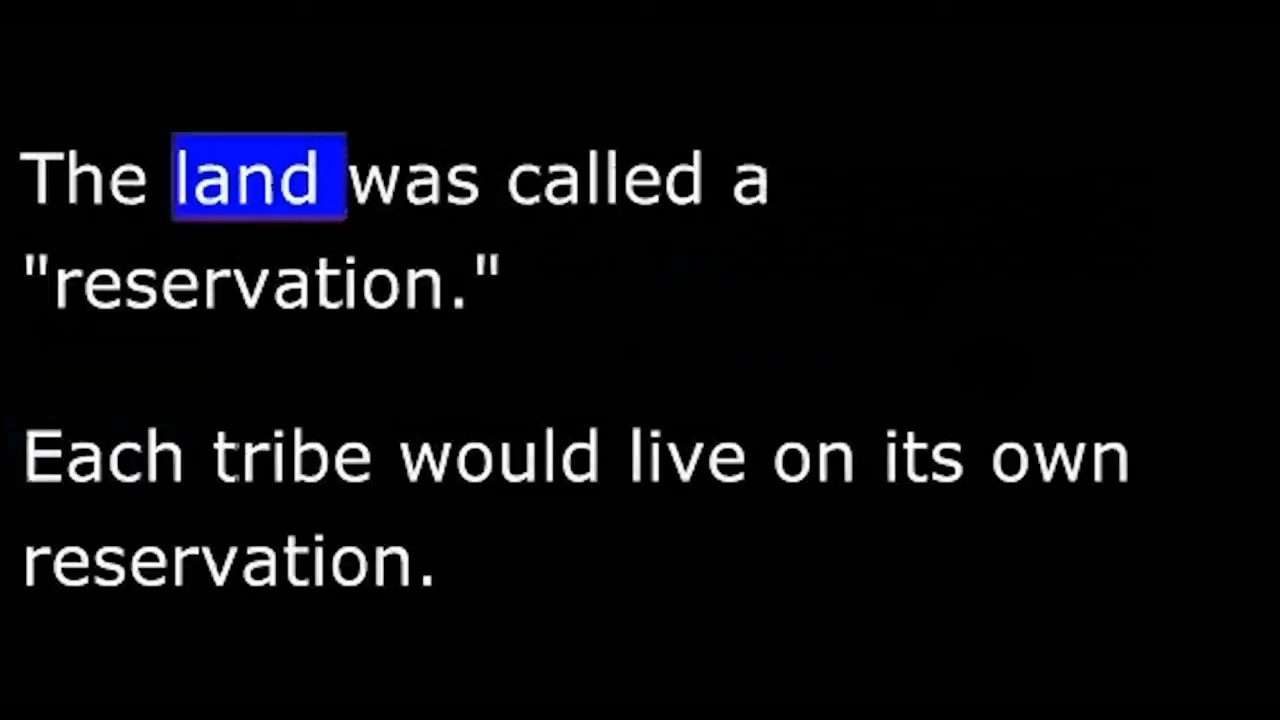 The land was called a
"reservation."
Each tribe would live on its own
reservation.